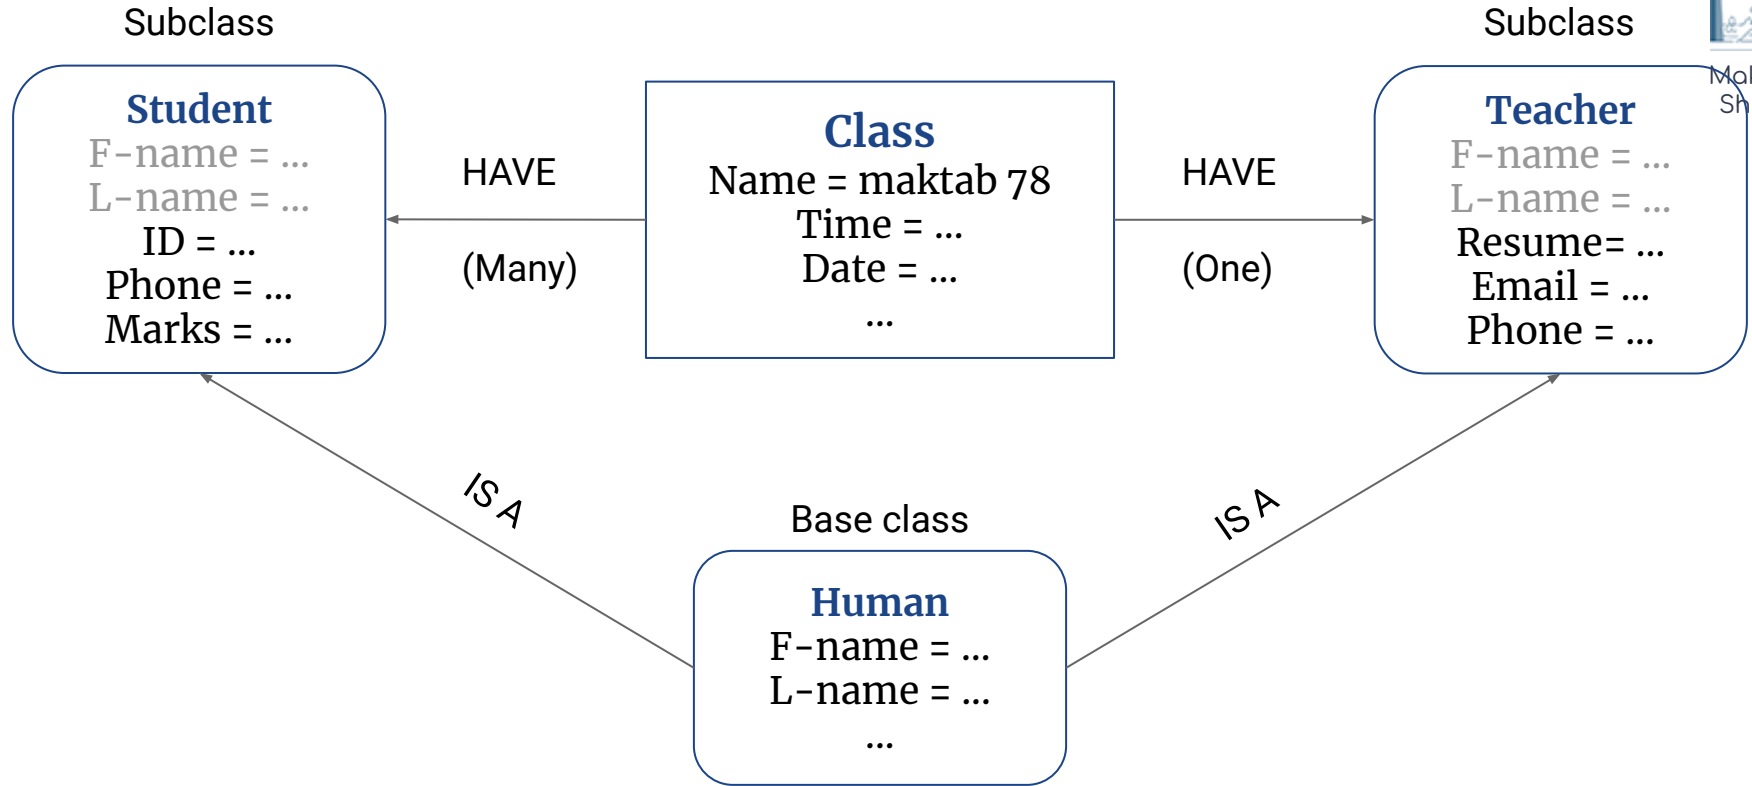 Subclass
Student
F-name = ...
L-name = ...
ID = ...
Phone = ...
Marks = ...
HAVE
(Many)
Class
Name = maktab 78
Time = ...
Date = ...
...
HAVE
(One)
Subclass
Teacher
F-name = ...
L-name = ...
Resume= ...
Email = ...
Phone = ...
IS A
IS A
Base class
Human
F-name = ...
L-name = ...
...